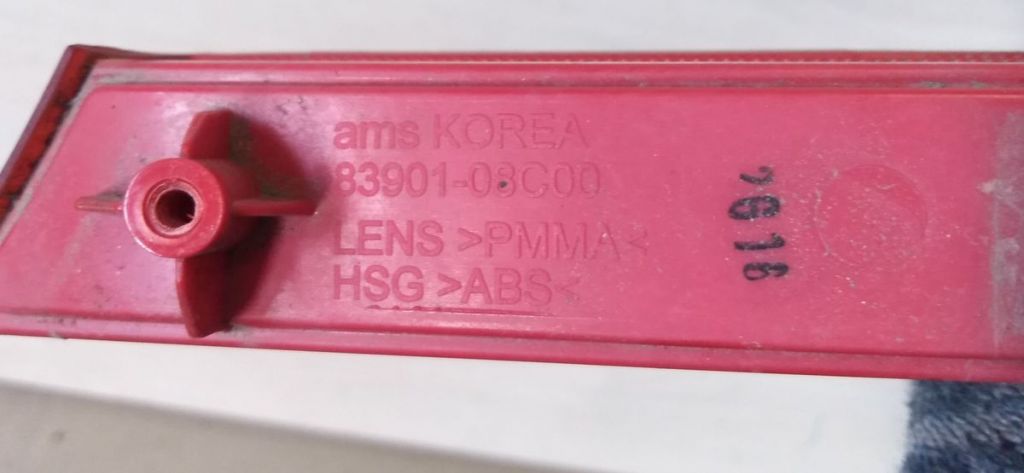 ams KOREA
83901-08C00
LENS >PMMA<
HSG >ABS<